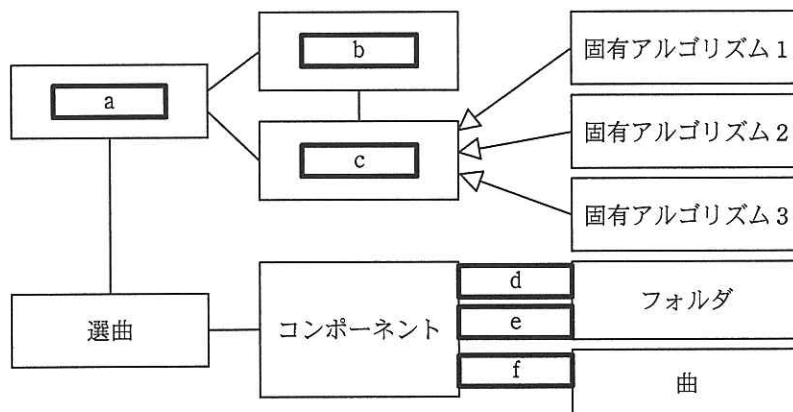 b
固有アルゴリズム1
a
固有アルゴリズム2
c
固有アルゴリズム3
d
フォルダ
選曲
コンポーネント
e
f
曲